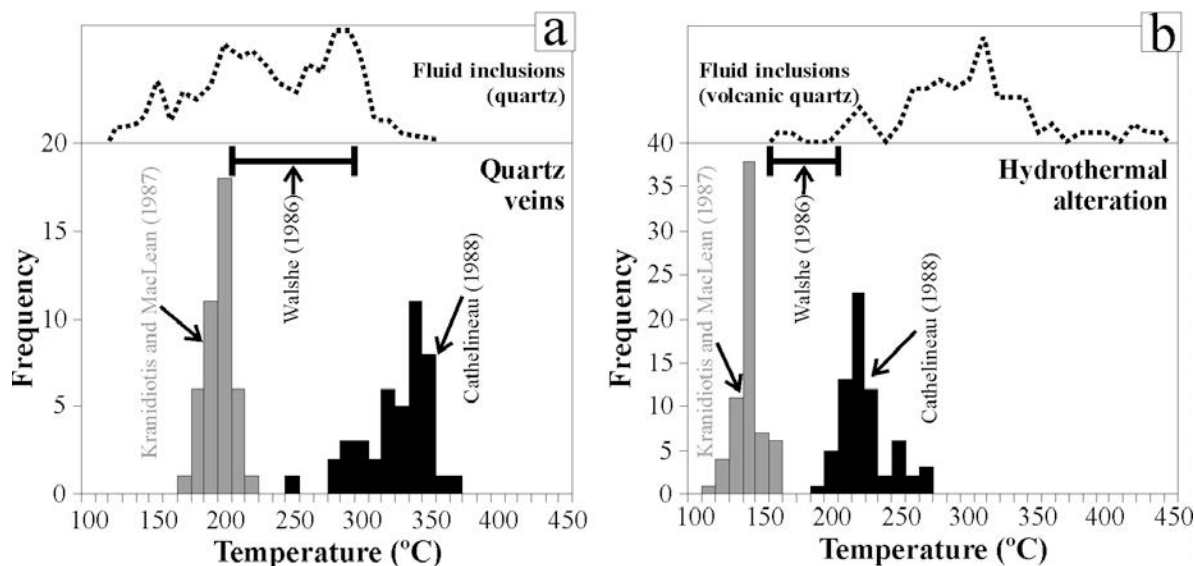 a
Fluid inclusions
(quartz)
20
15
10
5
0
Frequency
Kranidiotis and MacLean (1987)
Walshe (1986)
Cathelineau (1988)
Quartz
veins
100 150 200 250 300 350 400 450
Temperature (ºC)
b
Fluid inclusions
(volcanic quartz)
40
35
30
25
20
15
10
5
0
Frequency
Kranidiotis and MacLean (1987)
Walshe (1986)
Cathelineau (1988)
Hydrothermal
alteration
100 150 200 250 300 350 400 450
Temperature (ºC)